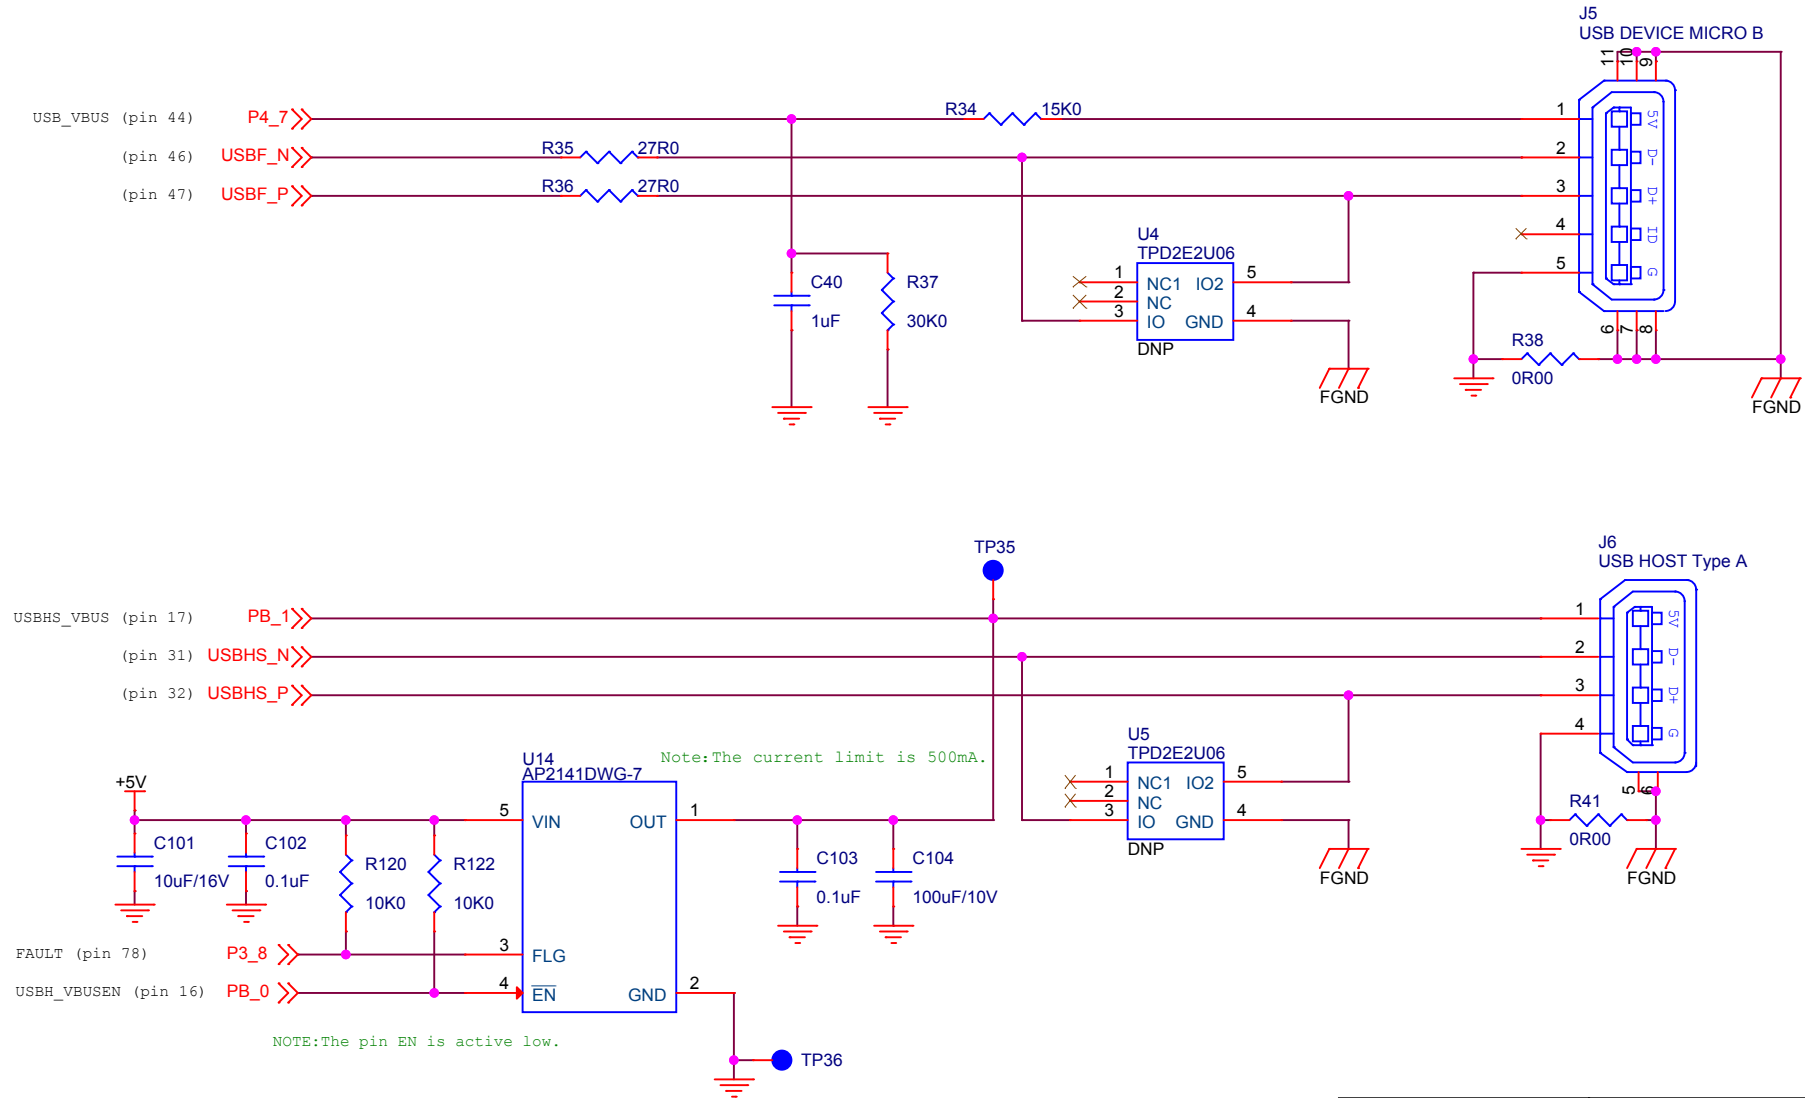 J5
USB DEVICE MICRO B
11 10 9
USB_VBUS (pin 44) P4_7 R34 15K0 1 5V
(pin 46) USBF_N R35 27R0 2 D-
(pin 47) USBF_P R36 27R0 3 D+
4 ID
5 G
U4
TPD2E2U06
1 NC1 IO2 5
2 NC
3 IO GND 4
DNP
C40
1uF
R37
30K0
6 7 8
R38
0R00
FGND
FGND
TP35
J6
USB HOST Type A
USBHS_VBUS (pin 17) PB_1 1 5V
(pin 31) USBHS_N 2 D-
(pin 32) USBHS_P 3 D+
4 G
U5
TPD2E2U06
1 NC1 IO2 5
2 NC
3 IO GND 4
DNP
5 6
R41
0R00
FGND
FGND
U14
AP2141DWG-7
Note:The current limit is 500mA.
+5V
5 VIN OUT 1
C101
10uF/16V
C102
0.1uF
R120
10K0
R122
10K0
C103
0.1uF
C104
100uF/10V
FAULT (pin 78) P3_8 3 FLG
USBH_VBUSEN (pin 16) PB_0 4 EN GND 2
NOTE:The pin EN is active low.
TP36